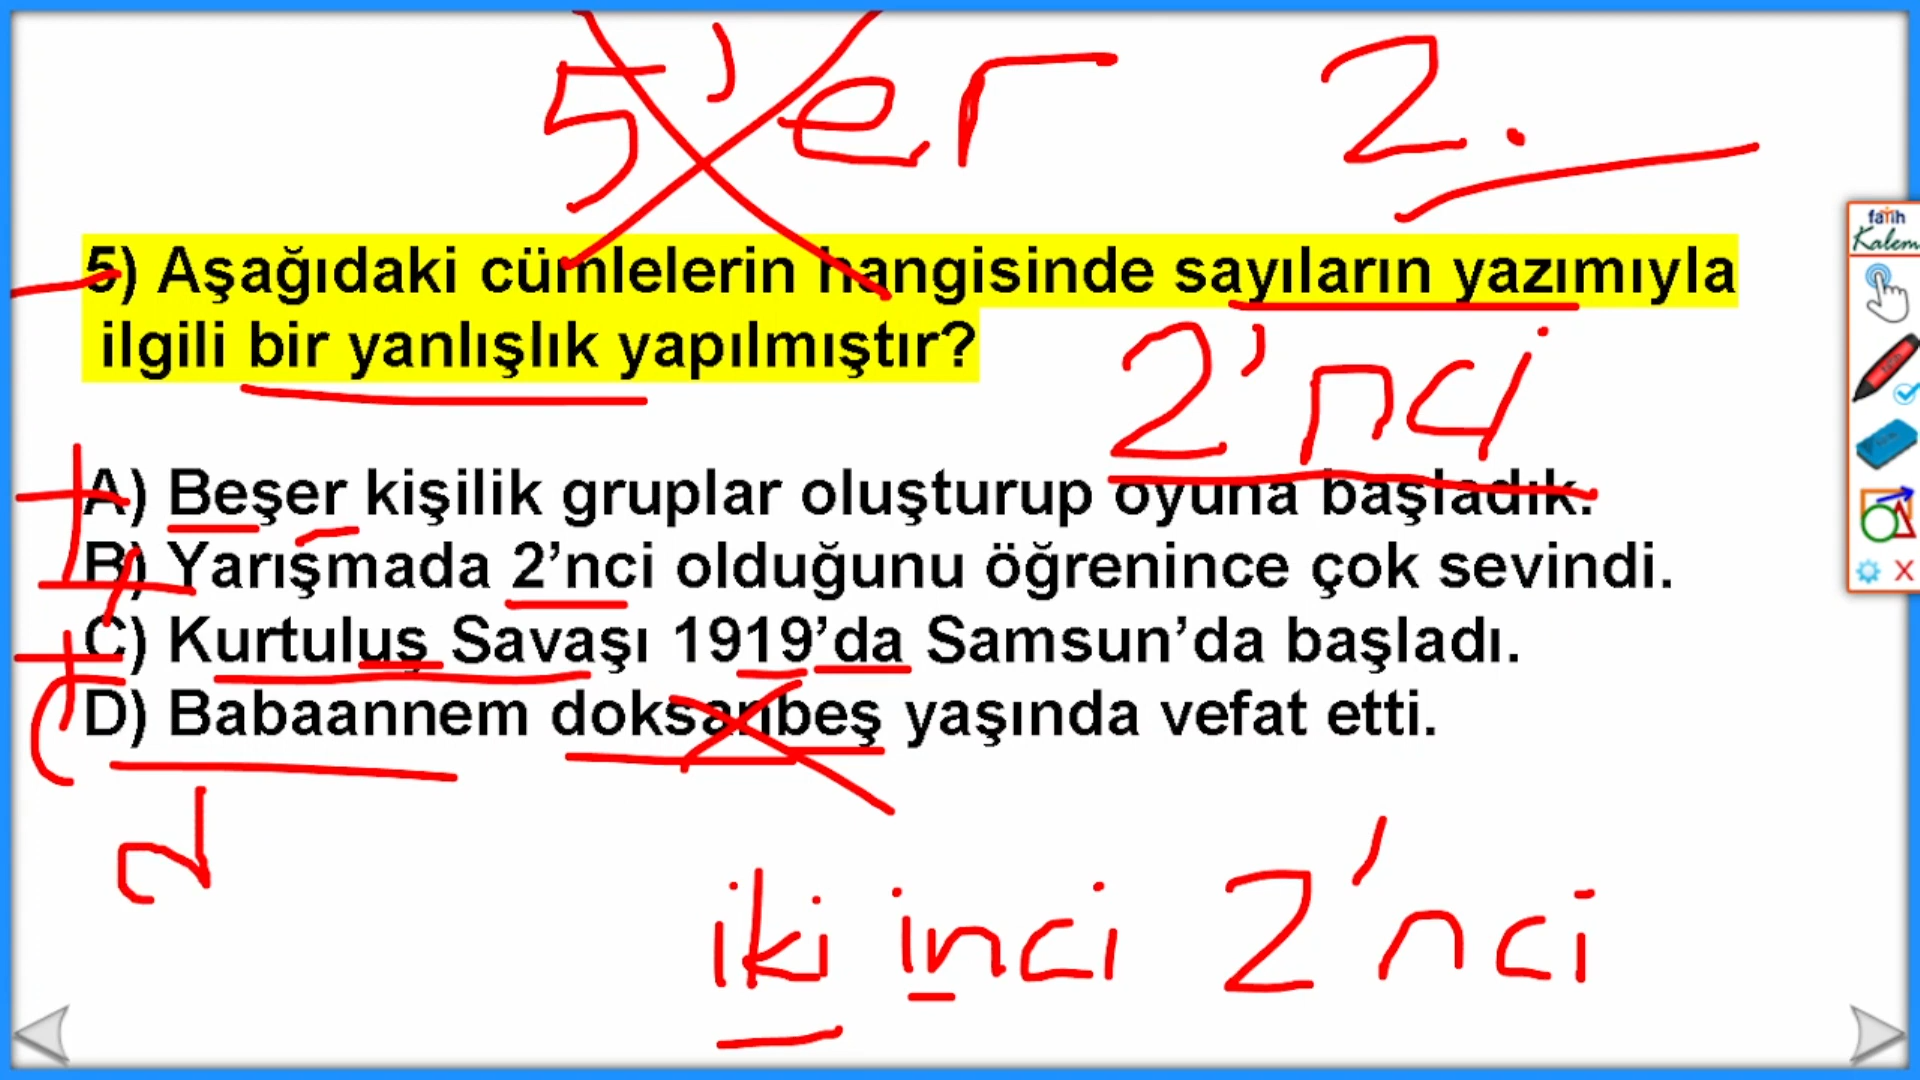 5'er 2.
5) Aşağıdaki cümlelerin hangisinde sayıların yazımıyla
ilgili bir yanlışlık yapılmıştır?
2'nci
A) Beşer kişilik gruplar oluşturup oyuna başladık.
B) Yarışmada 2’nci olduğunu öğrenince çok sevindi.
C) Kurtuluş Savaşı 1919’da Samsun’da başladı.
D) Babaannem doksanbeş yaşında vefat etti.
iki inci 2'nci
fatih
Kalem